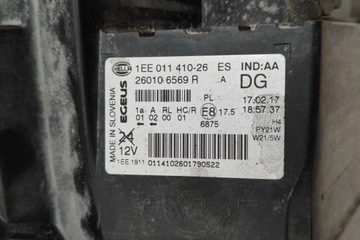 HELLA
1EE 011 410-26 ES IND:AA
26010 6569 R .A DG
PL 17.02.17
18:57:37
MADE IN SLOVENIA
EGEUS
1a A RL HC/R E8 17.5
01 02 00 01
6875
H4
PY21W
W21/5W
24
12V
1EE 1911 0114102601790522